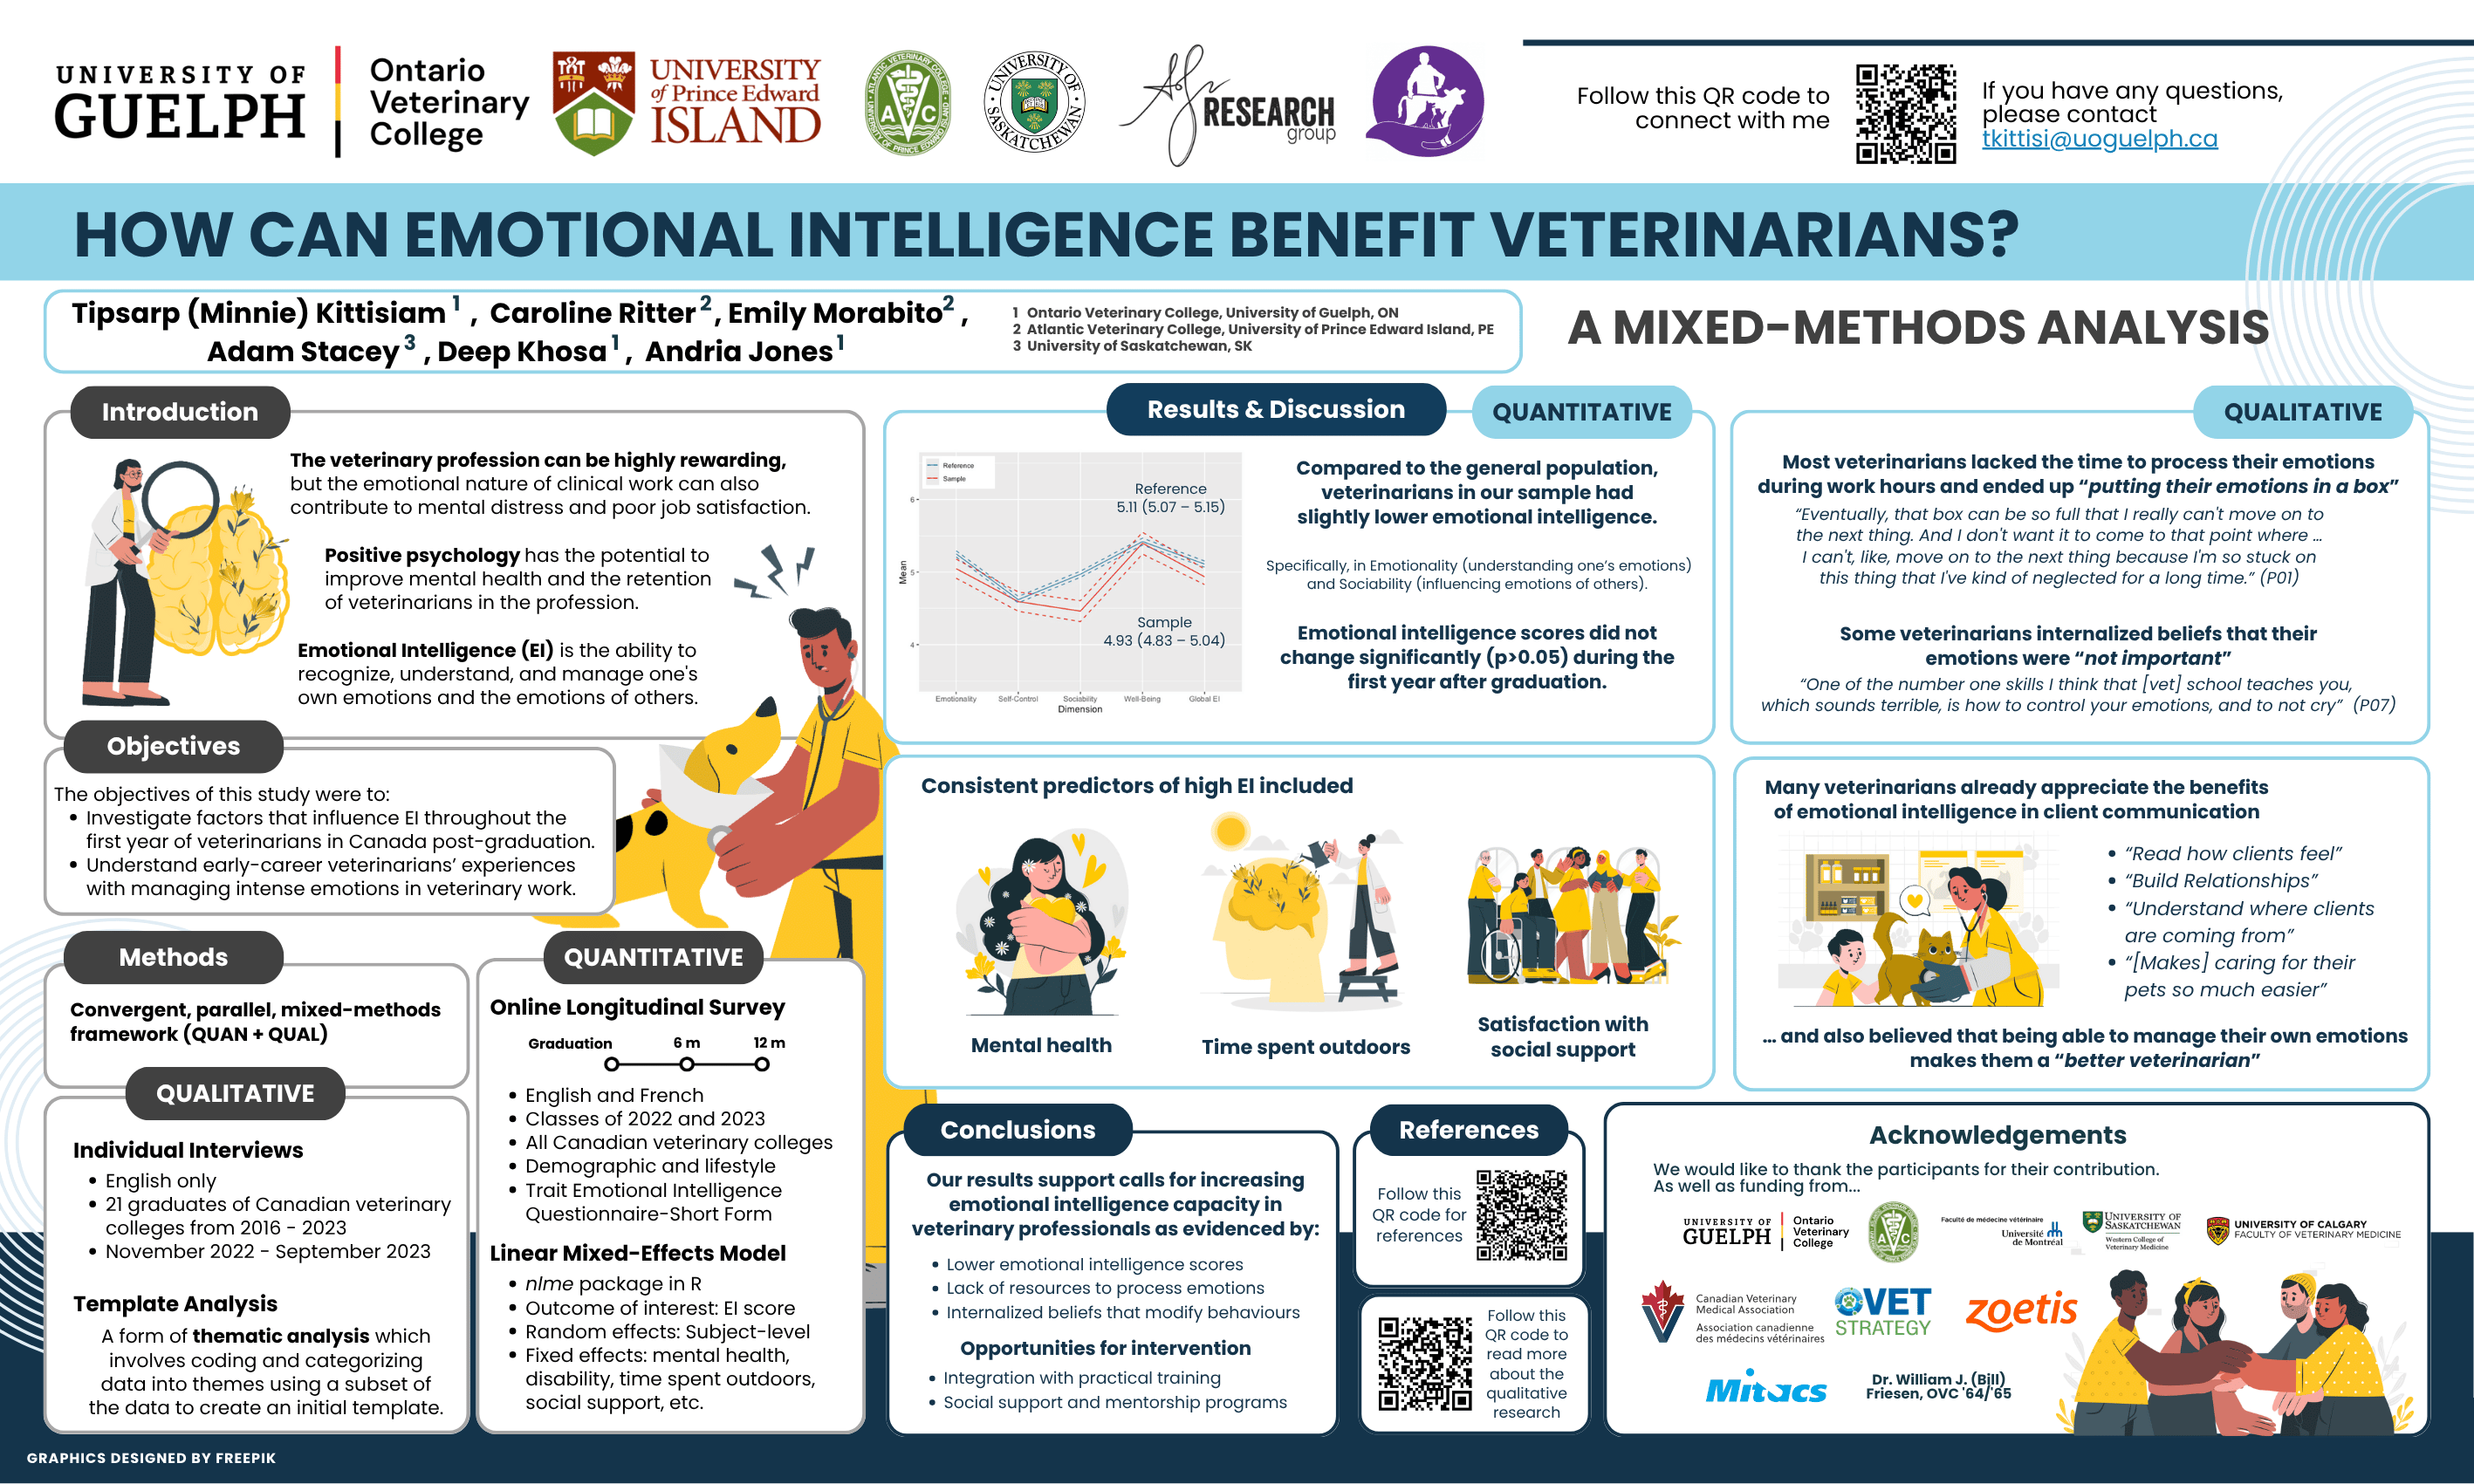 UNIVERSITY OF
GUELPH
Ontario
Veterinary
College
UNIVERSITY
of Prince Edward
ISLAND
ATLANTIC VETERINARY COLLEGE
UNIVERSITY OF PRINCE EDWARD ISLAND
AVC
UNIVERSITY OF
SASKATCHEWAN
RESEARCH
group
Follow this QR code to
connect with me
If you have any questions,
please contact
tkittisi@uoguelph.ca
HOW CAN EMOTIONAL INTELLIGENCE BENEFIT VETERINARIANS?
Tipsarp (Minnie) Kittisiam 1 , Caroline Ritter 2, Emily Morabito 2 ,
Adam Stacey 3 , Deep Khosa 1 , Andria Jones 1
1 Ontario Veterinary College, University of Guelph, ON
2 Atlantic Veterinary College, University of Prince Edward Island, PE
3 University of Saskatchewan, SK
A MIXED-METHODS ANALYSIS
Introduction
The veterinary profession can be highly rewarding,
but the emotional nature of clinical work can also
contribute to mental distress and poor job satisfaction.
Positive psychology has the potential to
improve mental health and the retention
of veterinarians in the profession.
Emotional Intelligence (EI) is the ability to
recognize, understand, and manage one's
own emotions and the emotions of others.
Objectives
The objectives of this study were to:
• Investigate factors that influence EI throughout the
first year of veterinarians in Canada post-graduation.
• Understand early-career veterinarians’ experiences
with managing intense emotions in veterinary work.
Methods
Convergent, parallel, mixed-methods
framework (QUAN + QUAL)
QUALITATIVE
Individual Interviews
• English only
• 21 graduates of Canadian veterinary
colleges from 2016 - 2023
• November 2022 - September 2023
Template Analysis
A form of thematic analysis which
involves coding and categorizing
data into themes using a subset of
the data to create an initial template.
QUANTITATIVE
Online Longitudinal Survey
Graduation 6 m 12 m
• English and French
• Classes of 2022 and 2023
• All Canadian veterinary colleges
• Demographic and lifestyle
• Trait Emotional Intelligence
Questionnaire-Short Form
Linear Mixed-Effects Model
• nlme package in R
• Outcome of interest: EI score
• Random effects: Subject-level
• Fixed effects: mental health,
disability, time spent outdoors,
social support, etc.
Results & Discussion
QUANTITATIVE
Reference
Sample
Mean
6
5
4
Reference
5.11 (5.07 – 5.15)
Sample
4.93 (4.83 – 5.04)
Emotionality Self-Control Sociability Well-Being Global EI
Dimension
Compared to the general population,
veterinarians in our sample had
slightly lower emotional intelligence.
Specifically, in Emotionality (understanding one’s emotions)
and Sociability (influencing emotions of others).
Emotional intelligence scores did not
change significantly (p>0.05) during the
first year after graduation.
Consistent predictors of high EI included
Mental health
Time spent outdoors
Satisfaction with
social support
QUALITATIVE
Most veterinarians lacked the time to process their emotions
during work hours and ended up “putting their emotions in a box”
“Eventually, that box can be so full that I really can't move on to
the next thing. And I don't want it to come to that point where ...
I can't, like, move on to the next thing because I'm so stuck on
this thing that I've kind of neglected for a long time.” (P01)
Some veterinarians internalized beliefs that their
emotions were “not important”
“One of the number one skills I think that [vet] school teaches you,
which sounds terrible, is how to control your emotions, and to not cry” (P07)
Many veterinarians already appreciate the benefits
of emotional intelligence in client communication
• “Read how clients feel”
• “Build Relationships”
• “Understand where clients
are coming from”
• “[Makes] caring for their
pets so much easier”
... and also believed that being able to manage their own emotions
makes them a “better veterinarian”
Conclusions
Our results support calls for increasing
emotional intelligence capacity in
veterinary professionals as evidenced by:
• Lower emotional intelligence scores
• Lack of resources to process emotions
• Internalized beliefs that modify behaviours
Opportunities for intervention
• Integration with practical training
• Social support and mentorship programs
References
Follow this
QR code for
references
Follow this
QR code to
read more
about the
qualitative
research
Acknowledgements
We would like to thank the participants for their contribution.
As well as funding from...
UNIVERSITY OF
GUELPH
Ontario
Veterinary
College
AVC
Faculté de médecine vétérinaire
Université
de Montréal
UNIVERSITY OF
SASKATCHEWAN
Western College of
Veterinary Medicine
UNIVERSITY OF CALGARY
FACULTY OF VETERINARY MEDICINE
Canadian Veterinary
Medical Association
Association canadienne
des médecins vétérinaires
VET
STRATEGY
zoetis
Mitacs
Dr. William J. (Bill)
Friesen, OVC '64/'65
GRAPHICS DESIGNED BY FREEPIK